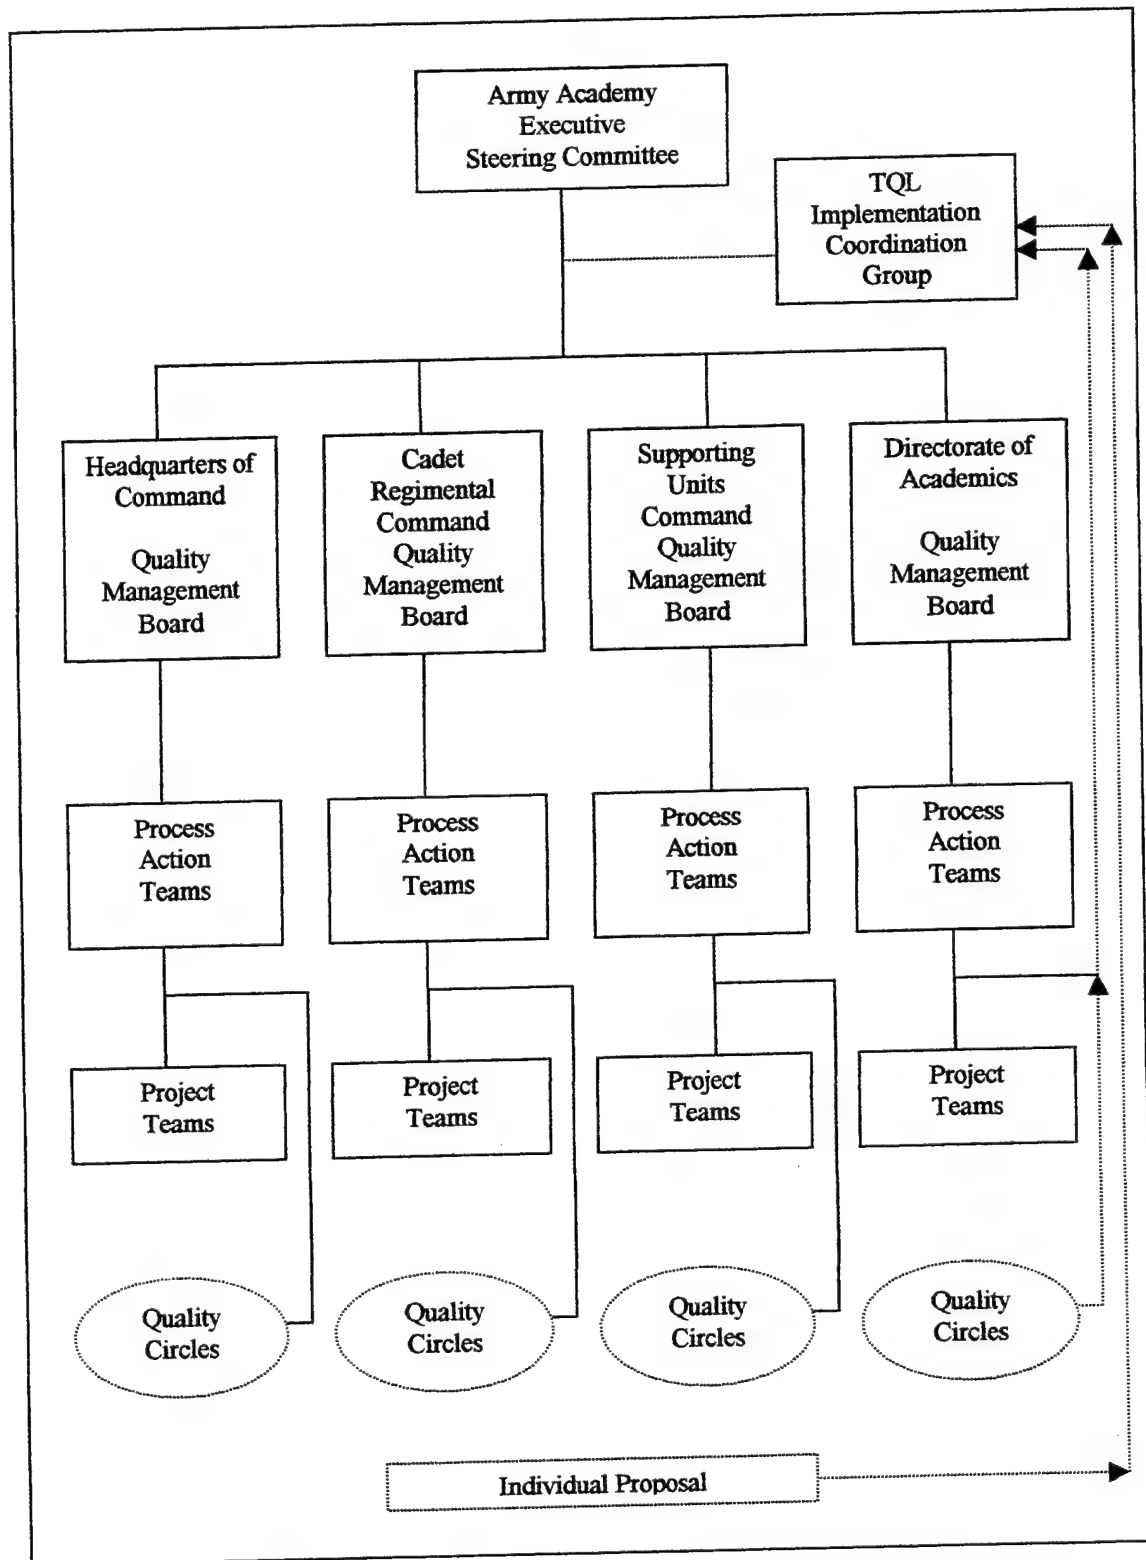 Army Academy
Executive
Steering Committee
TQL
Implementation
Coordination
Group
Headquarters of
Command
Quality
Management
Board
Cadet
Regimental
Command
Quality
Management
Board
Supporting
Units
Command
Quality
Management
Board
Directorate of
Academics
Quality
Management
Board
Process
Action
Teams
Process
Action
Teams
Process
Action
Teams
Process
Action
Teams
Project
Teams
Project
Teams
Project
Teams
Project
Teams
Quality
Circles
Quality
Circles
Quality
Circles
Quality
Circles
Individual Proposal